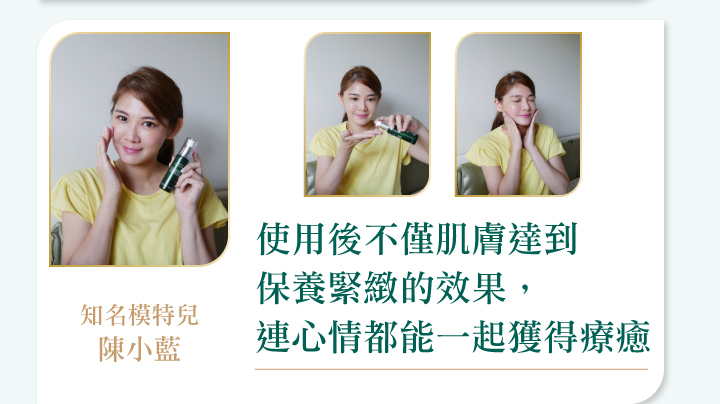 使用後不僅肌膚達到
保養緊緻的效果，
連心情都能一起獲得療癒
知名模特兒
陳小藍